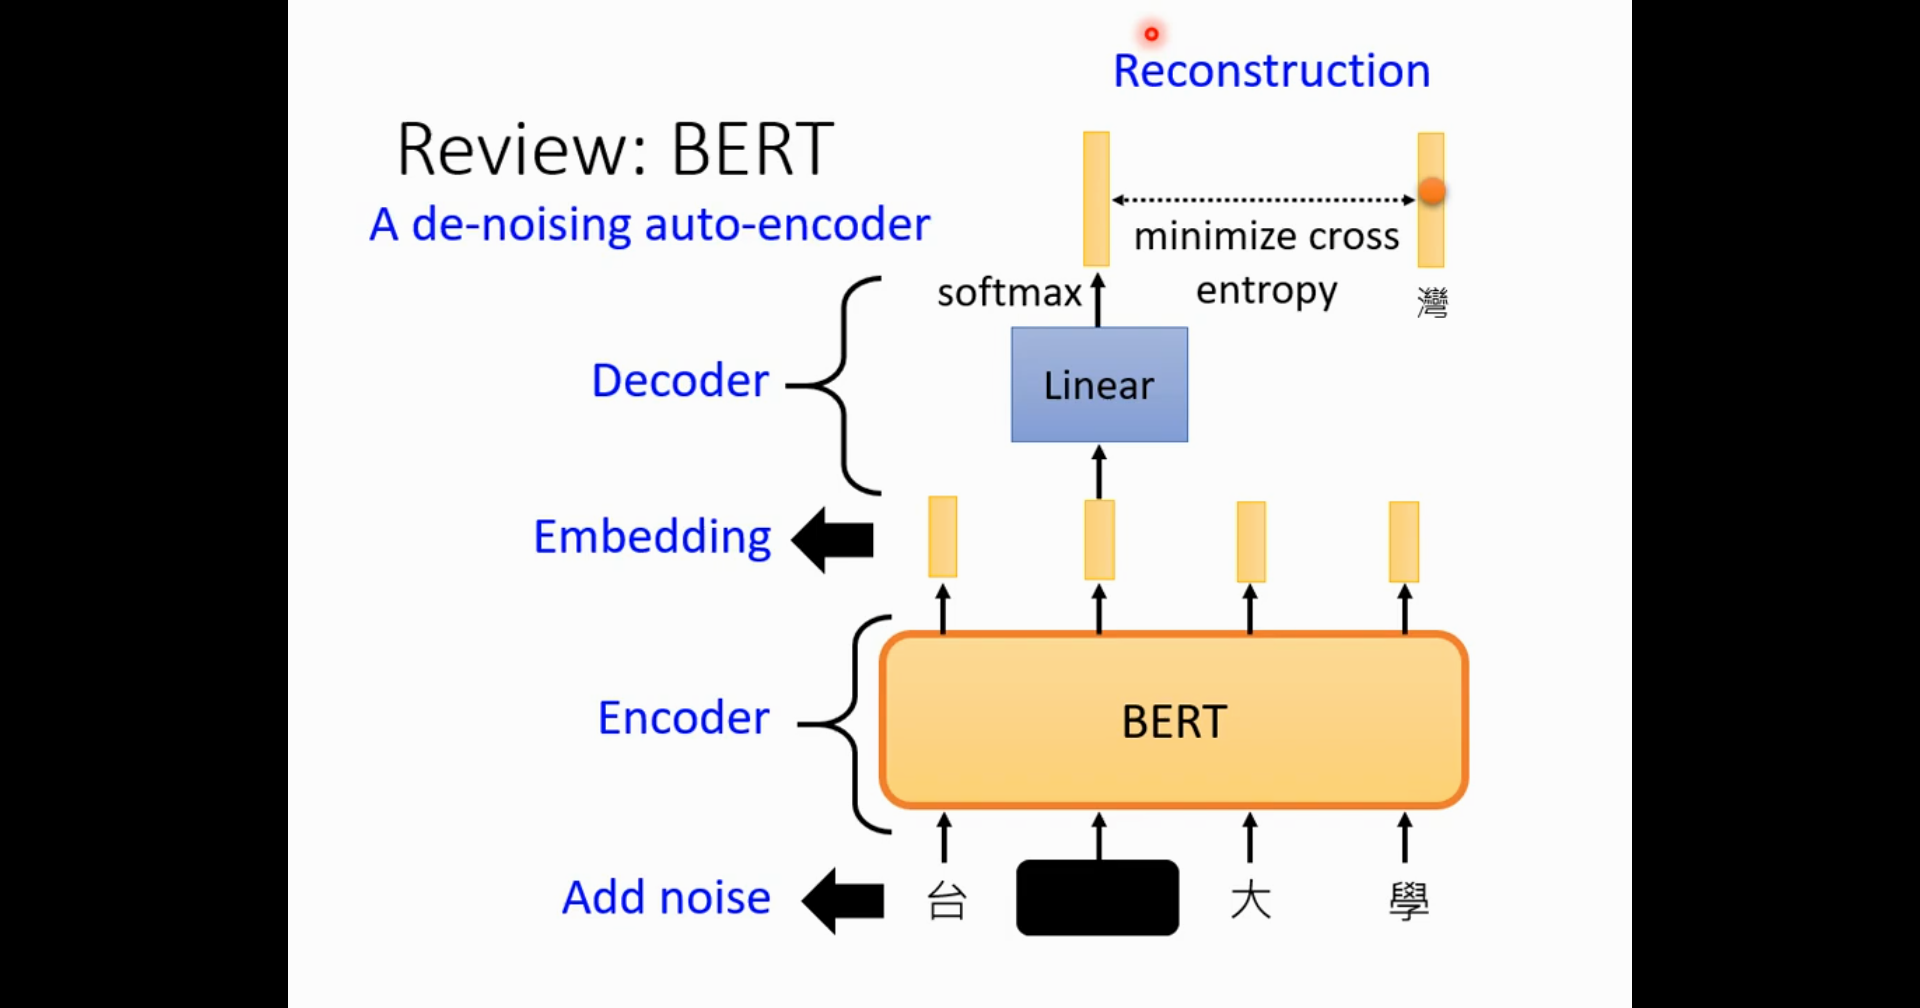 Reconstruction
Review: BERT
A de-noising auto-encoder
minimize cross
entropy
softmax
灣
Decoder
Linear
Embedding
Encoder
BERT
Add noise
台 大 學